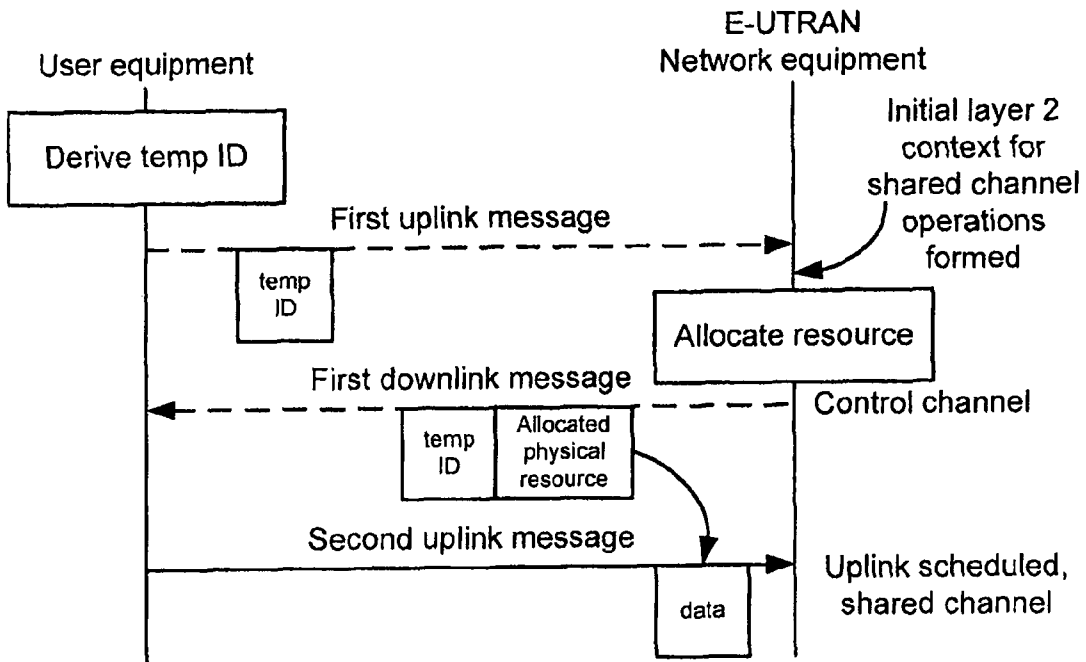 E-UTRAN
User equipment
Network equipment
Derive temp ID
Initial layer 2
context for
shared channel
operations
formed
First uplink message
temp
ID
Allocate resource
First downlink message
Control channel
temp
ID
Allocated
physical
resource
Second uplink message
Uplink scheduled,
shared channel
data